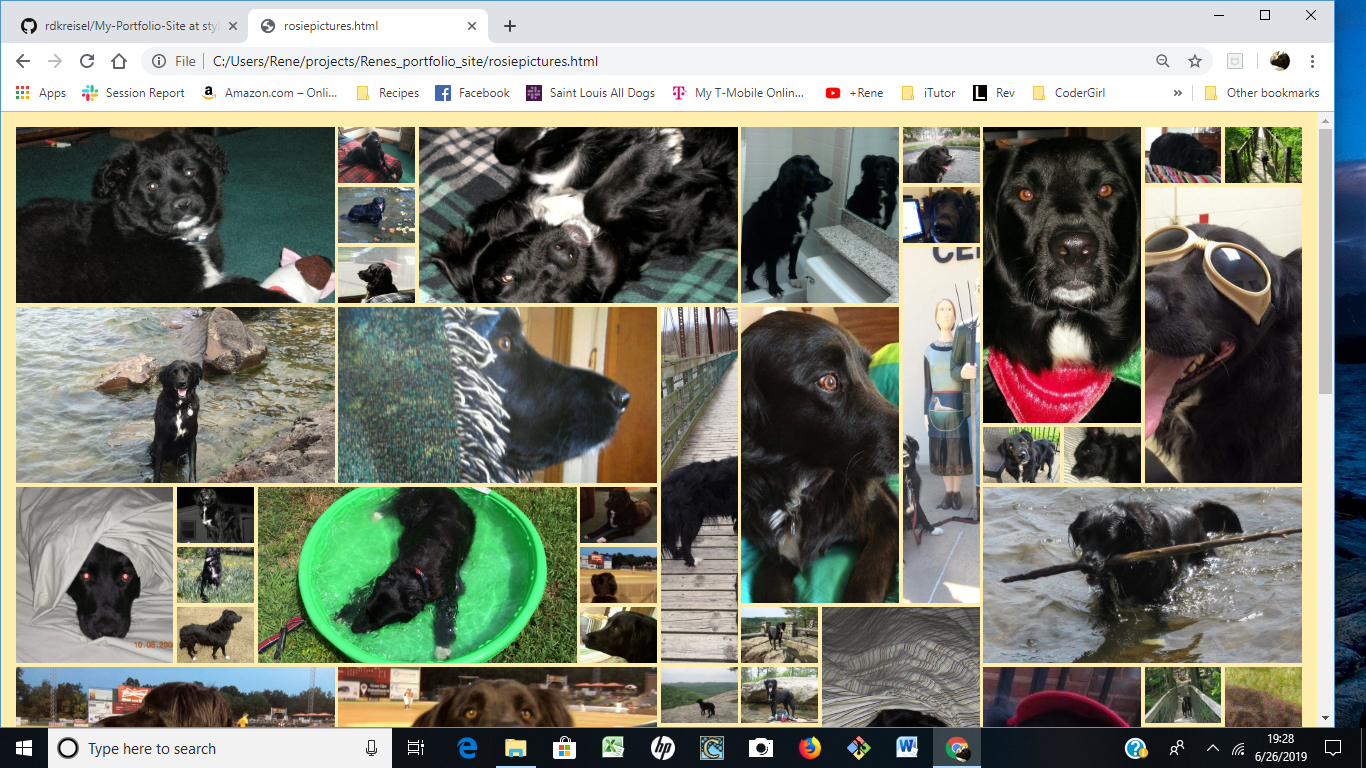 rdkreisel/My-Portfolio-Site at styl
rosiepictures.html
File
C:/Users/Rene/projects/Renes_portfolio_site/rosiepictures.html
Apps
Session Report
Amazon.com – Onli...
Recipes
Facebook
Saint Louis All Dogs
My T-Mobile Onlin...
+Rene
iTutor
L Rev
CoderGirl
»
Other bookmarks
CE
Type here to search
19:28
6/26/2019